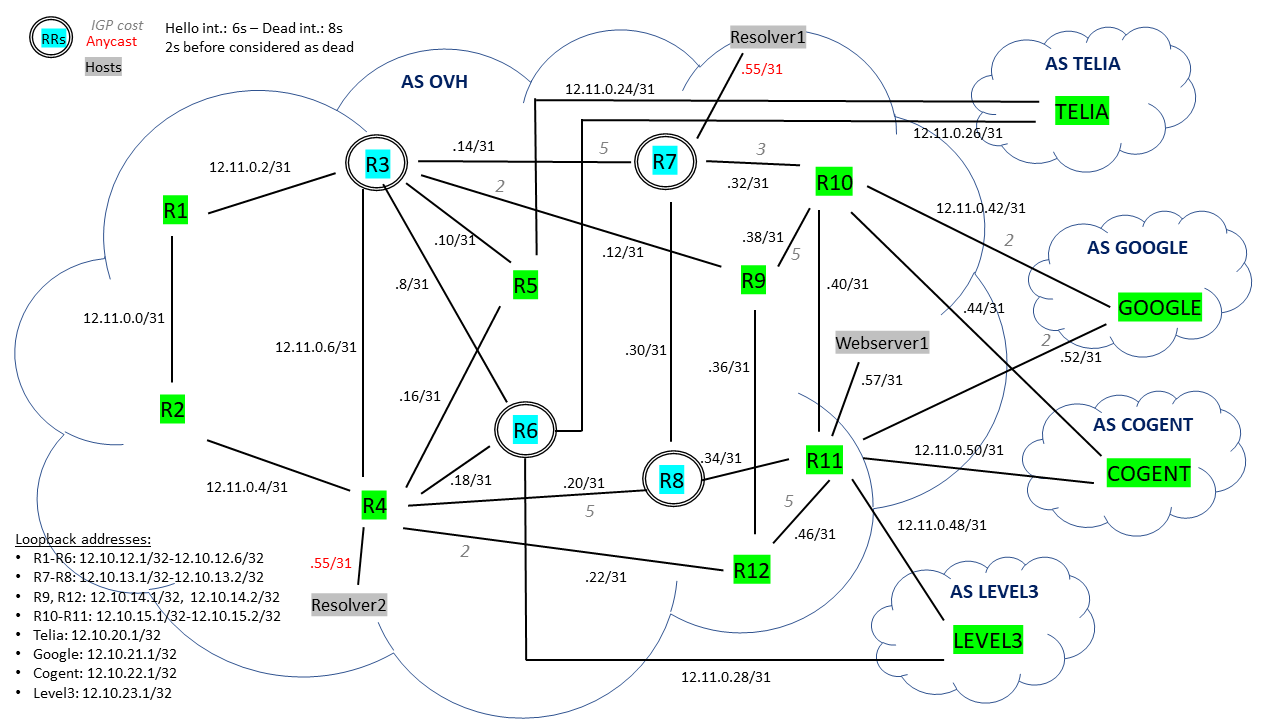 IGP cost
RRs
Anycast
Hosts
Hello int.: 6s – Dead int.: 8s
2s before considered as dead
AS OVH
Resolver1
.55/31
AS TELIA
TELIA
12.11.0.24/31
12.11.0.26/31
R3
.14/31
5
R7
3
.32/31
R10
12.11.0.2/31
2
R1
12.11.0.42/31
2
AS GOOGLE
GOOGLE
.10/31
.12/31
.38/31
5
R5
R9
.8/31
.40/31
.44/31
12.11.0.0/31
12.11.0.6/31
.30/31
Webserver1
2
.52/31
.36/31
.57/31
.16/31
R2
R6
AS COGENT
COGENT
12.11.0.50/31
.34/31
R11
R8
.18/31
.20/31
5
12.11.0.4/31
R4
5
.46/31
12.11.0.48/31
2
.22/31
R12
.55/31
Resolver2
AS LEVEL3
LEVEL3
12.11.0.28/31
Loopback addresses:
• R1-R6: 12.10.12.1/32-12.10.12.6/32
• R7-R8: 12.10.13.1/32-12.10.13.2/32
• R9, R12: 12.10.14.1/32, 12.10.14.2/32
• R10-R11: 12.10.15.1/32-12.10.15.2/32
• Telia: 12.10.20.1/32
• Google: 12.10.21.1/32
• Cogent: 12.10.22.1/32
• Level3: 12.10.23.1/32